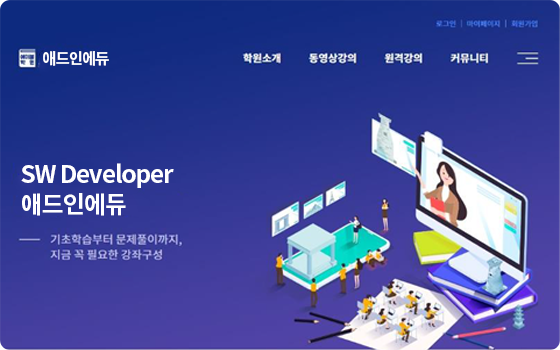 로그인 | 마이페이지 | 회원가입
애드인에듀
학원소개 동영상강의 원격강의 커뮤니티
SW Developer
애드인에듀
기초학습부터 문제풀이까지,
지금 꼭 필요한 강좌구성